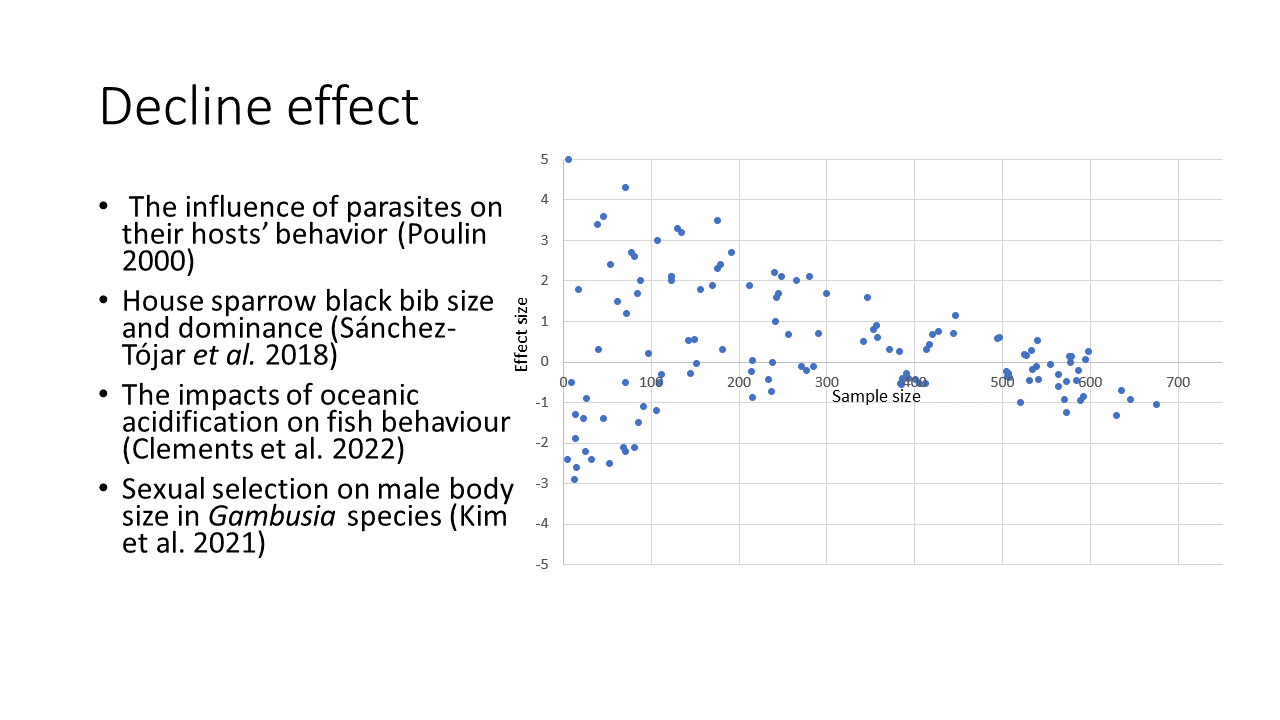 Decline effect
• The influence of parasites on
their hosts’ behavior (Poulin
2000)
• House sparrow black bib size
and dominance (Sánchez-
Tójar et al. 2018)
• The impacts of oceanic
acidification on fish behaviour
(Clements et al. 2022)
• Sexual selection on male body
size in Gambusia species (Kim
et al. 2021)
Effect size
5
4
3
2
1
0
-1
-2
-3
-4
-5
0 100 200 300 400 500 600 700
Sample size